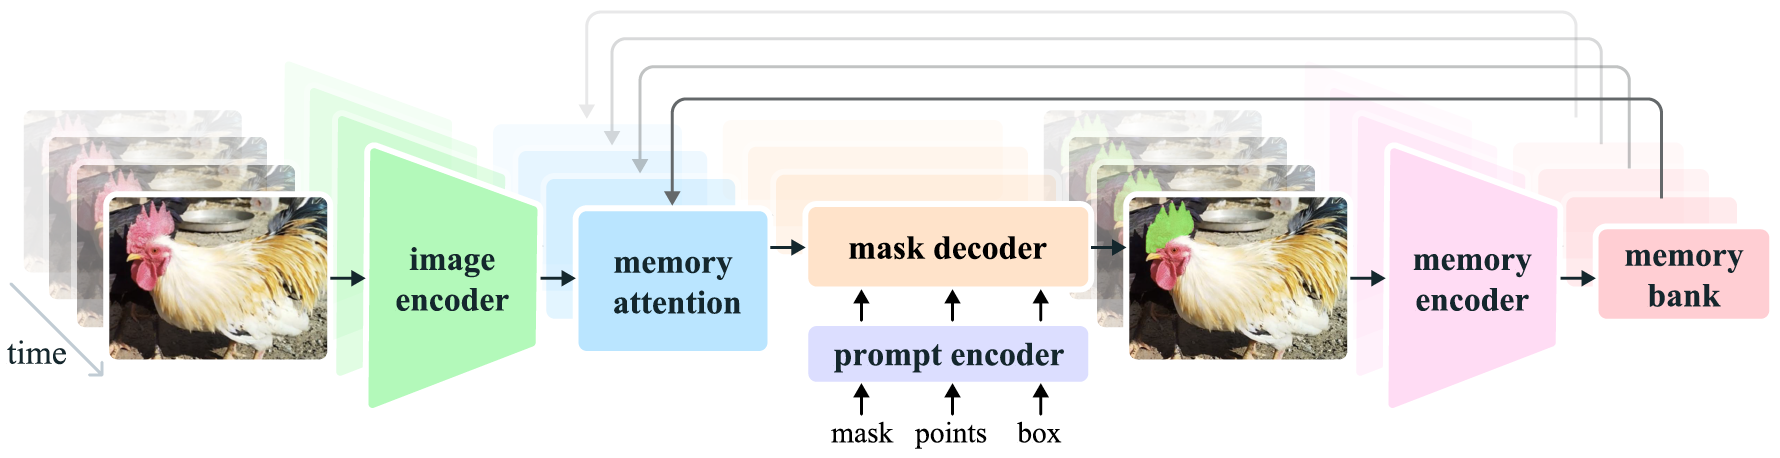 time
image
encoder
memory
attention
mask decoder
prompt encoder
mask points box
memory
encoder
memory
bank